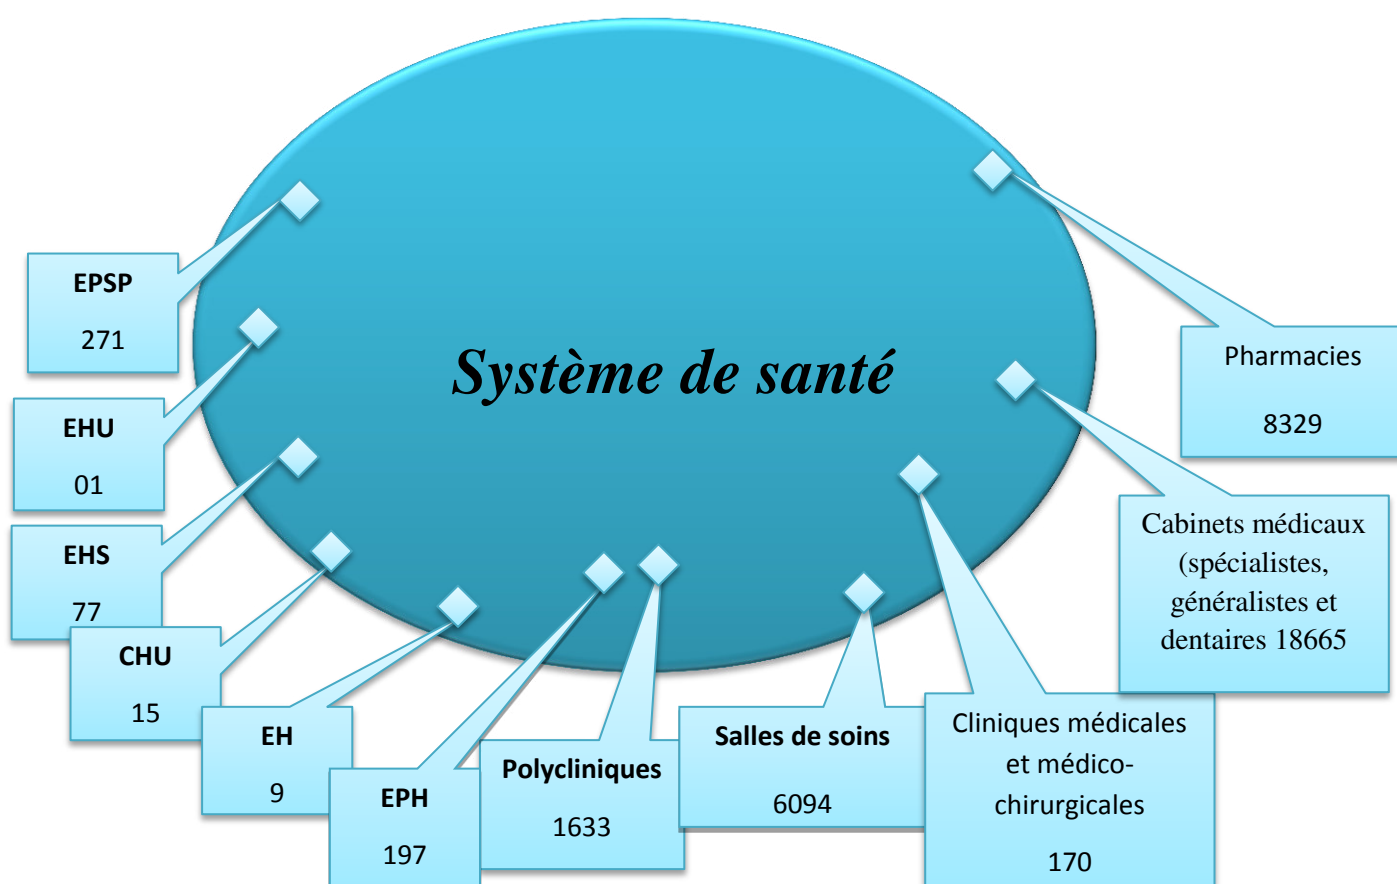 Système de santé
EPSP
271
EHU
01
EHS
77
CHU
15
EH
9
EPH
197
Polycliniques
1633
Salles de soins
6094
Cliniques médicales
et médico-
chirurgicales
170
Cabinets médicaux
(spécialistes,
généralistes et
dentaires 18665
Pharmacies
8329